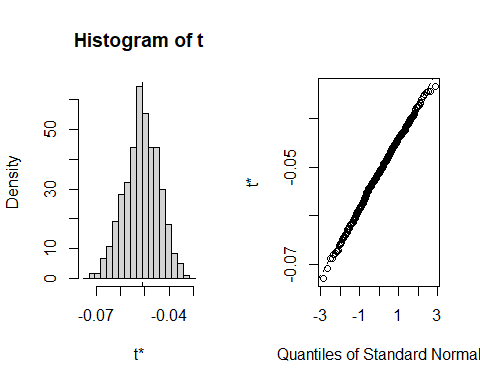 Histogram of t
Density
0
10
30
50
-0.07
-0.04
t*
t*
-0.07
-0.05
-3
-1
1
3
Quantiles of Standard Normal